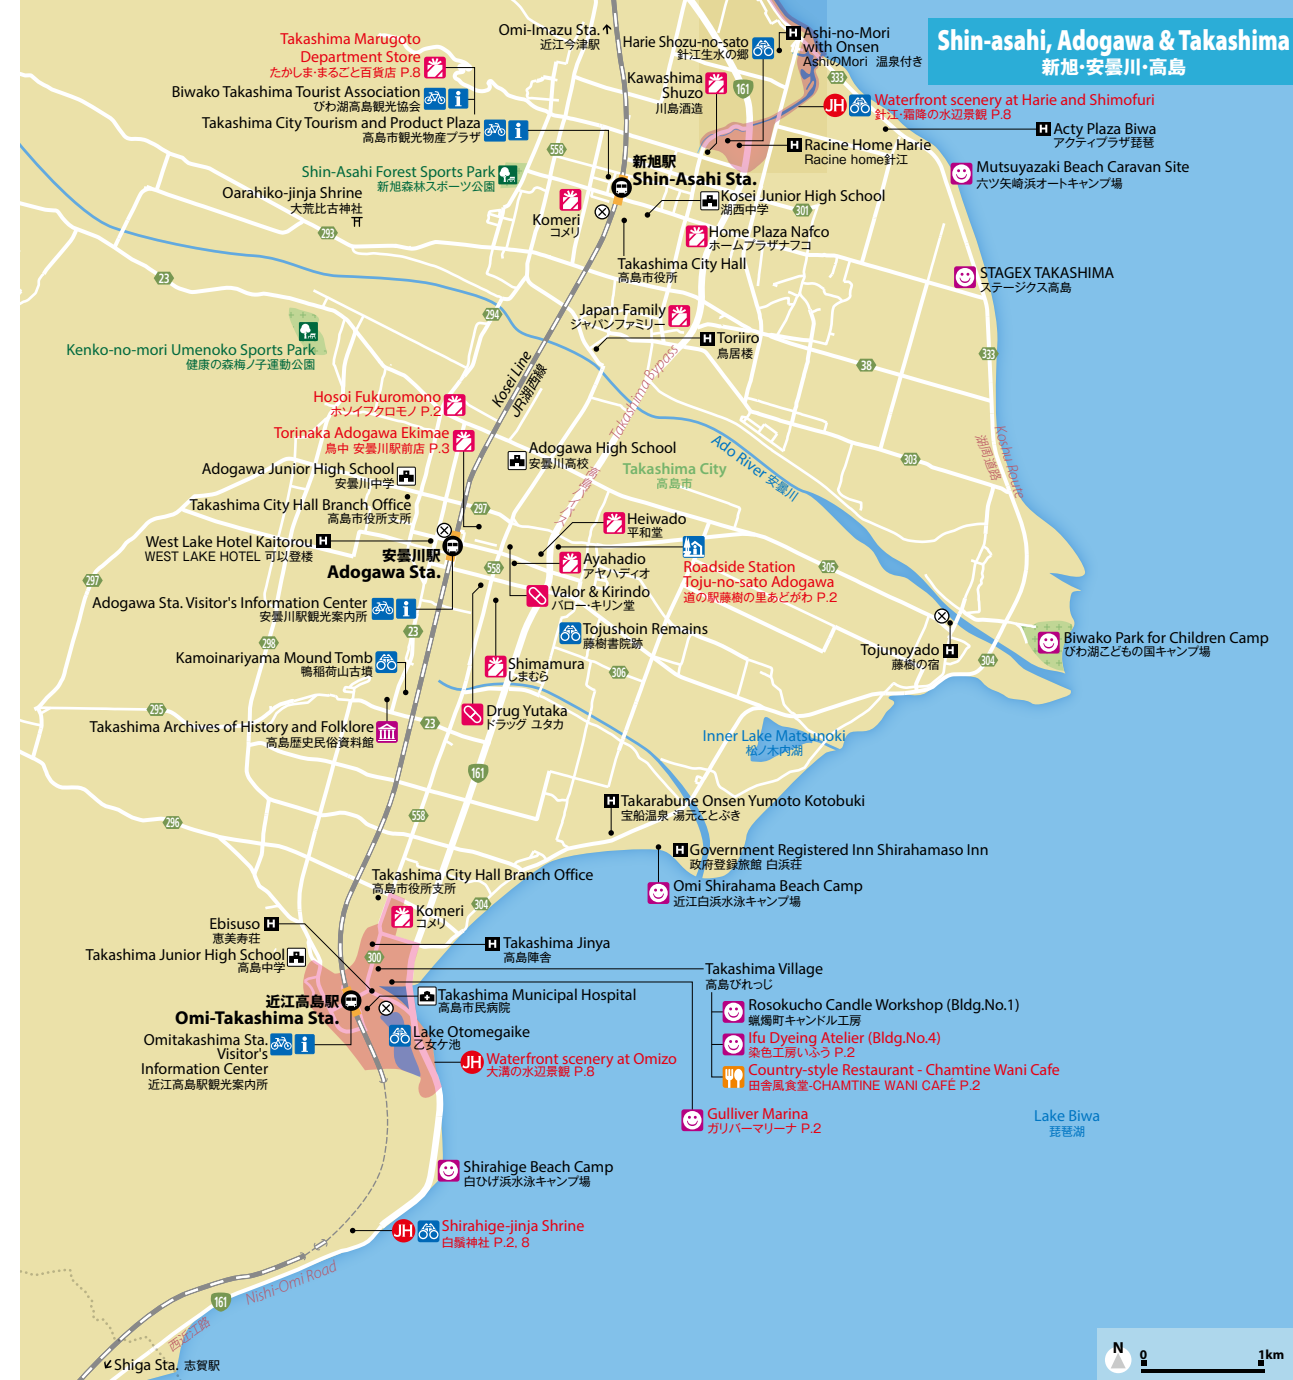 Shin-asahi, Adogawa & Takashima
新旭・安曇川・高島
Omi-Imazu Sta.↑
近江今津駅
Takashima Marugoto
Department Store
たかしま・まるごと百貨店 P.8
Biwako Takashima Tourist Association
びわ湖高島観光協会
Takashima City Tourism and Product Plaza
高島市観光物産プラザ
Harie Shozu-no-sato
針江生水の郷
H
Ashi-no-Mori
with Onsen
AshiのMori 温泉付き
Kawashima
Shuzo
川島酒造
161
333
JH
Waterfront scenery at Harie and Shimofuri
針江・霜降の水辺景観 P.8
H
Acty Plaza Biwa
アクティプラザ琵琶
H
Racine Home Harie
Racine home針江
558
Mutsuyazaki Beach Caravan Site
六ツ矢崎浜オートキャンプ場
新旭駅
Shin-Asahi Sta.
Shin-Asahi Forest Sports Park
新旭森林スポーツ公園
Oarahiko-jinja Shrine
大荒比古神社
293
Komeri
コメリ
Kosei Junior High School
湖西中学
301
Home Plaza Nafco
ホームプラザナフコ
Takashima City Hall
高島市役所
STAGEX TAKASHIMA
ステージクス高島
23
294
Japan Family
ジャパンファミリー
H
Toriiro
鳥居楼
333
38
Kenko-no-mori Umenoko Sports Park
健康の森梅ノ子運動公園
Kosei Line
JR湖西線
Takashima Bypass
高島バイパス
Hosoi Fukuromono
ホソイフクロモノ P.2
Torinaka Adogawa Ekimae
鳥中 安曇川駅前店 P.3
Adogawa High School
安曇川高校
Takashima City
高島市
Ado River 安曇川
303
Koshu Route
湖周道路
Adogawa Junior High School
安曇川中学
Takashima City Hall Branch Office
高島市役所支所
297
Heiwado
平和堂
West Lake Hotel Kaitorou
H
WEST LAKE HOTEL 可以登楼
安曇川駅
Adogawa Sta.
Ayahadio
アヤハディオ
Roadside Station
Toju-no-sato Adogawa
道の駅藤樹の里あどがわ P.2
305
297
558
Valor & Kirindo
バロー・キリン堂
Adogawa Sta. Visitor's Information Center
安曇川駅観光案内所
23
298
Tojushoin Remains
藤樹書院跡
Tojunoyado
H
藤樹の宿
Biwako Park for Children Camp
びわ湖こどもの国キャンプ場
304
Kamoinariyama Mound Tomb
鴨稲荷山古墳
Shimamura
しまむら
306
295
Takashima Archives of History and Folklore
高島歴史民俗資料館
23
Drug Yutaka
ドラッグ ユタカ
Inner Lake Matsunoki
松ノ木内湖
161
H
Takarabune Onsen Yumoto Kotobuki
宝船温泉 湯元ことぶき
296
558
H
Government Registered Inn Shirahamaso Inn
政府登録旅館 白浜荘
Takashima City Hall Branch Office
高島市役所支所
Omi Shirahama Beach Camp
近江白浜水泳キャンプ場
304
Komeri
コメリ
Ebisuso
H
恵美寿荘
H
Takashima Jinya
高島陣舎
Takashima Junior High School
高島中学
300
Takashima Village
高島びれっじ
近江高島駅
Omi-Takashima Sta.
Takashima Municipal Hospital
高島市民病院
Rosokucho Candle Workshop (Bldg.No.1)
蝋燭町キャンドル工房
Omitakashima Sta.
Visitor's
Information Center
近江高島駅観光案内所
Lake Otomegaike
乙女ケ池
Ifu Dyeing Atelier (Bldg.No.4)
染色工房いふう P.2
JH
Waterfront scenery at Omizo
大溝の水辺景観 P.8
Country-style Restaurant - Chamtine Wani Cafe
田舎風食堂-CHAMTINE WANI CAFÉ P.2
Gulliver Marina
ガリバーマリーナ P.2
Lake Biwa
琵琶湖
Shirahige Beach Camp
白ひげ浜水泳キャンプ場
JH
Shirahige-jinja Shrine
白鬚神社 P.2, 8
161
Nishi-Omi Road
西近江路
↙Shiga Sta. 志賀駅
N
0
1km